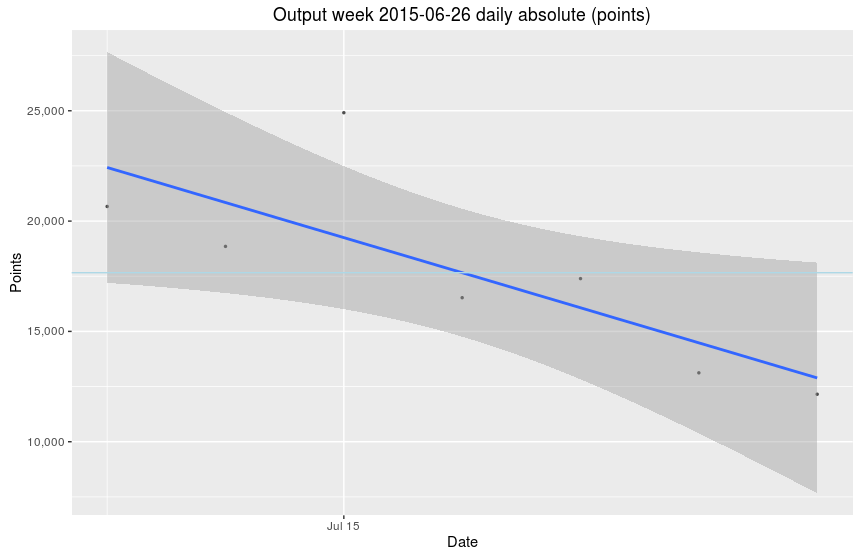 Output week 2015-06-26 daily absolute (points)
25,000
20,000
15,000
10,000
Points
Jul 15
Date